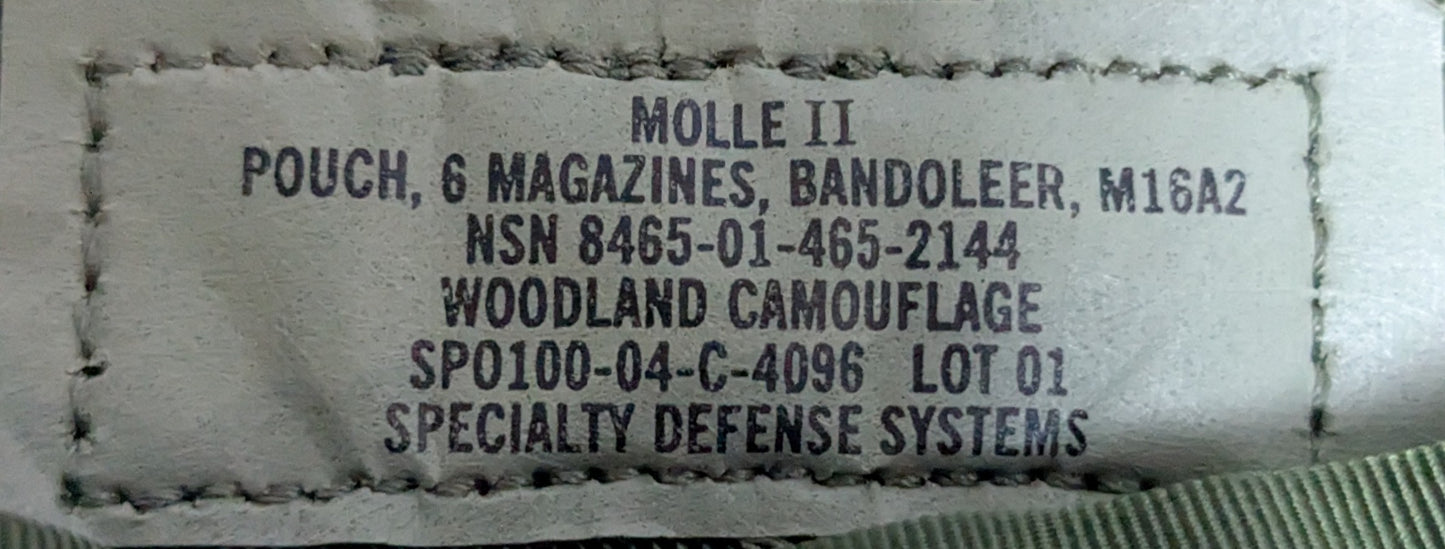 MOLLE II
POUCH, 6 MAGAZINES, BANDOLEER, M16A2
NSN 8465-01-465-2144
WOODLAND CAMOUFLAGE
SPO100-04-C-4096 LOT 01
SPECIALTY DEFENSE SYSTEMS